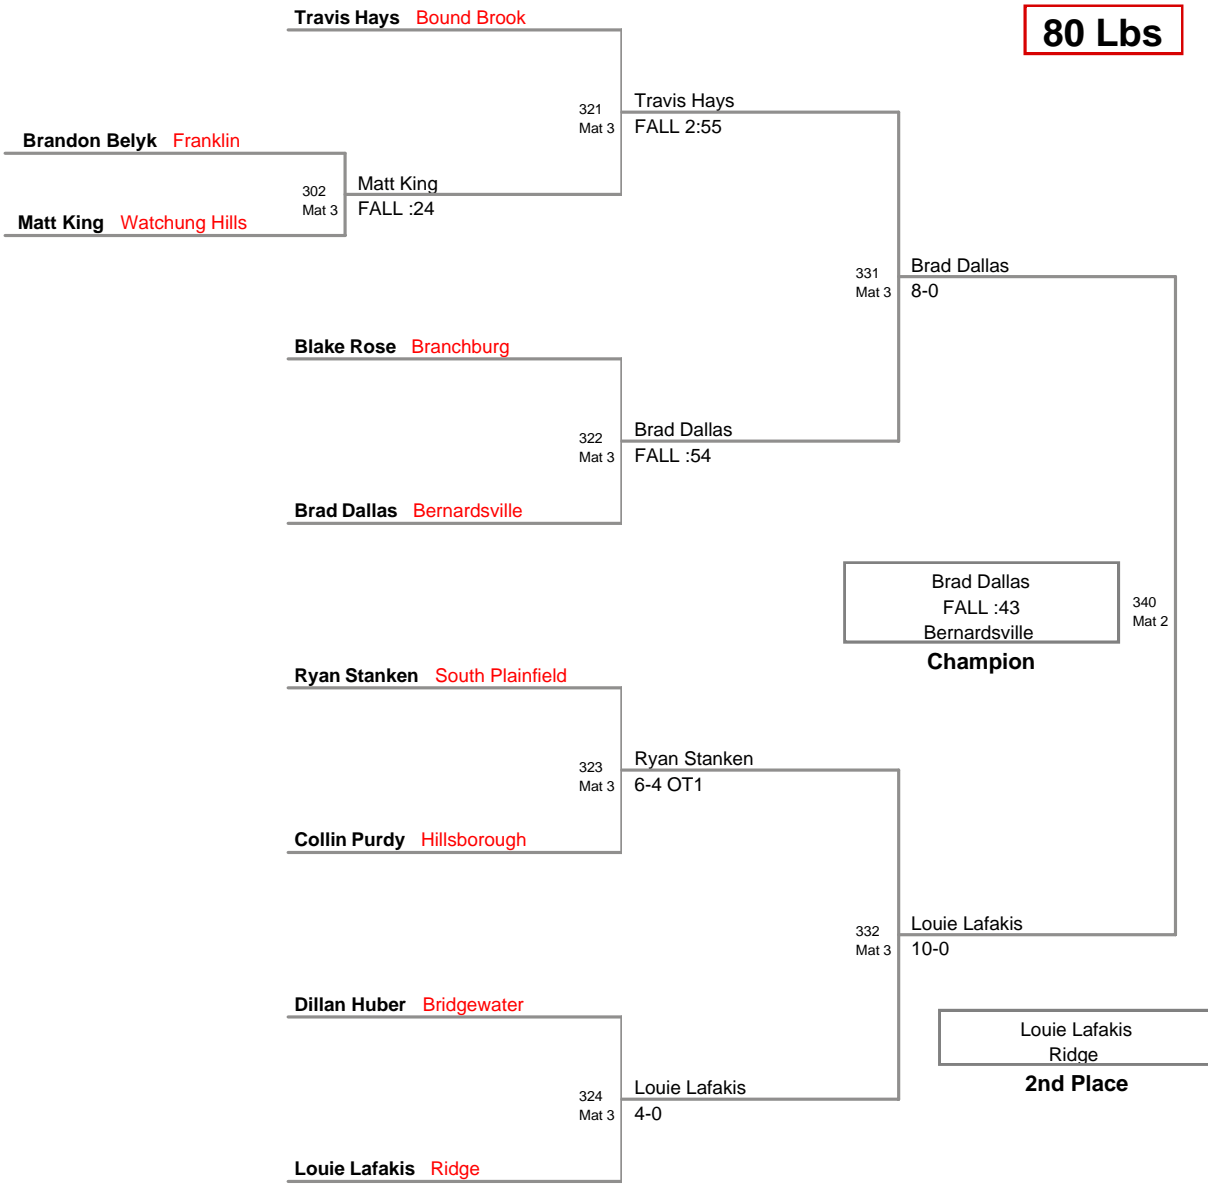 Travis Hays Bound Brook
80 Lbs
321
Mat 3
Travis Hays
FALL 2:55
Brandon Belyk Franklin
302
Mat 3
Matt King
FALL :24
Matt King Watchung Hills
331
Mat 3
Brad Dallas
8-0
Blake Rose Branchburg
322
Mat 3
Brad Dallas
FALL :54
Brad Dallas Bernardsville
Brad Dallas
FALL :43
Bernardsville
Champion
340
Mat 2
Ryan Stanken South Plainfield
323
Mat 3
Ryan Stanken
6-4 OT1
Collin Purdy Hillsborough
332
Mat 3
Louie Lafakis
10-0
Dillan Huber Bridgewater
Louie Lafakis
Ridge
2nd Place
324
Mat 3
Louie Lafakis
4-0
Louie Lafakis Ridge